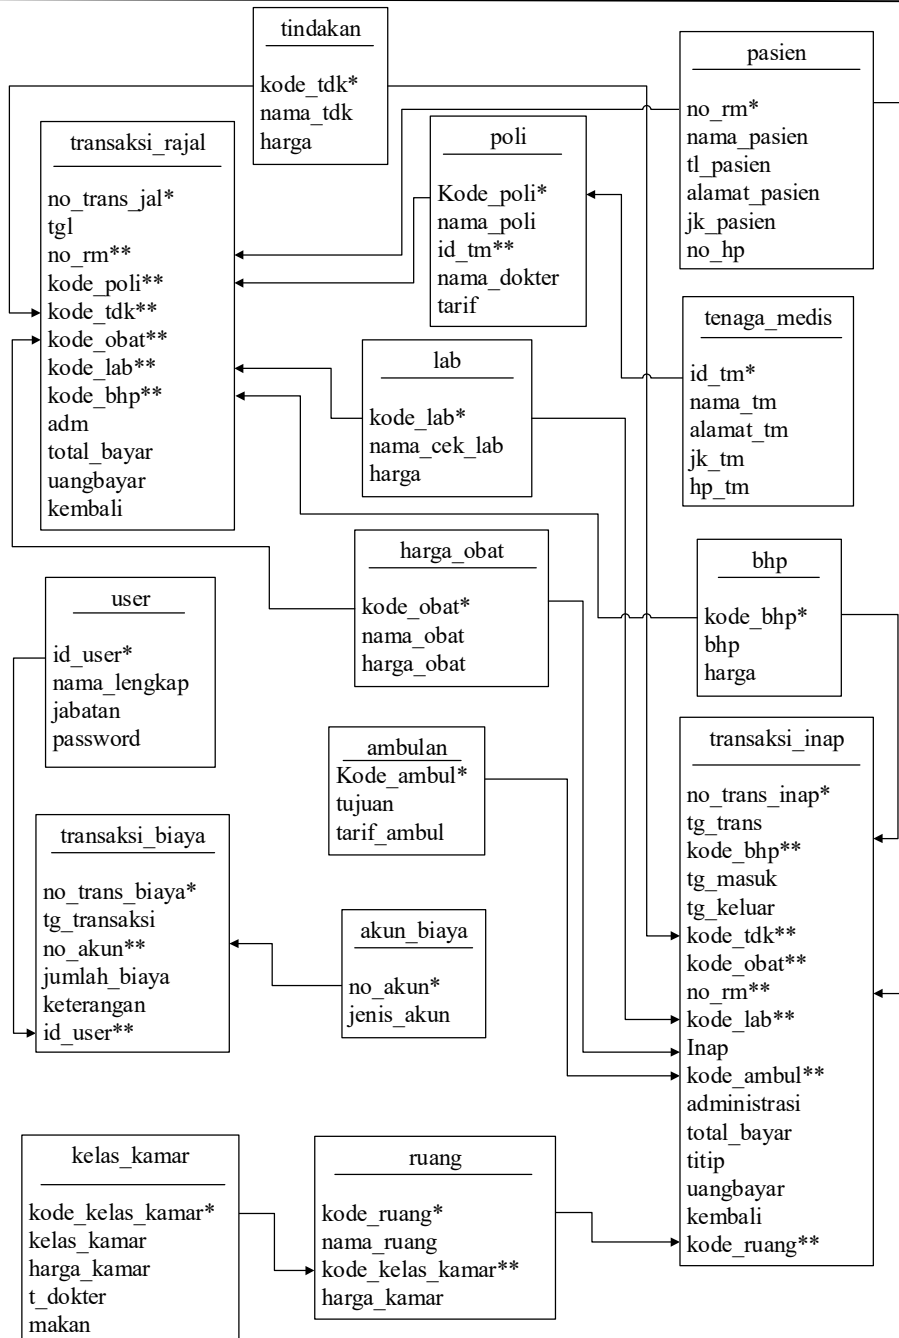 tindakan
kode_tdk*
nama_tdk
harga
pasien
no_rm*
nama_pasien
tl_pasien
alamat_pasien
jk_pasien
no_hp
transaksi_rajal
no_trans_jal*
tgl
no_rm**
kode_poli**
kode_tdk**
kode_obat**
kode_lab**
kode_bhp**
adm
total_bayar
uangbayar
kembali
poli
Kode_poli*
nama_poli
id_tm**
nama_dokter
tarif
tenaga_medis
id_tm*
nama_tm
alamat_tm
jk_tm
hp_tm
lab
kode_lab*
nama_cek_lab
harga
harga_obat
kode_obat*
nama_obat
harga_obat
bhp
kode_bhp*
bhp
harga
user
id_user*
nama_lengkap
jabatan
password
ambulan
Kode_ambul*
tujuan
tarif_ambul
transaksi_inap
no_trans_inap*
tg_trans
kode_bhp**
tg_masuk
tg_keluar
kode_tdk**
kode_obat**
no_rm**
kode_lab**
Inap
kode_ambul**
administrasi
total_bayar
titip
uangbayar
kembali
kode_ruang**
transaksi_biaya
no_trans_biaya*
tg_transaksi
no_akun**
jumlah_biaya
keterangan
id_user**
akun_biaya
no_akun*
jenis_akun
kelas_kamar
kode_kelas_kamar*
kelas_kamar
harga_kamar
t_dokter
makan
ruang
kode_ruang*
nama_ruang
kode_kelas_kamar**
harga_kamar